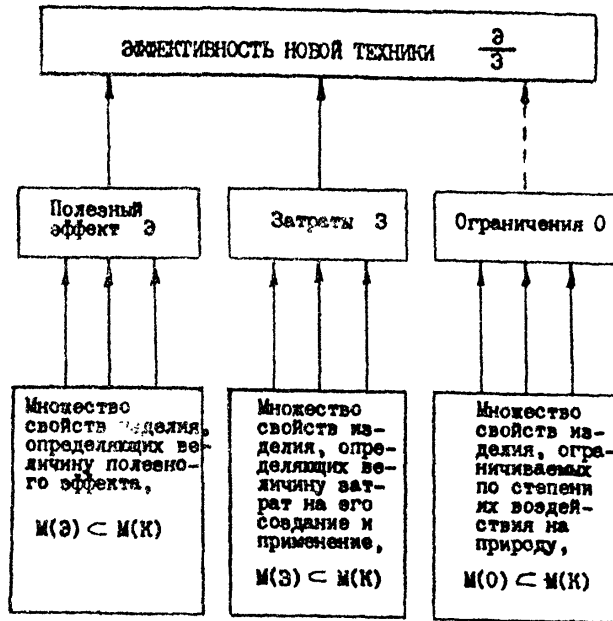 ЭФФЕКТИВНОСТЬ НОВОЙ ТЕХНИКИ Э/З
Полезный
эффект Э
Затраты З
Ограничения О
Множество
свойств изделия,
определяющих ве-
личину полезно-
го эффекта,
М(Э) ⊂ М(К)
Множество
свойств из-
делия, опре-
деляющих ве-
личину зат-
рат на его
создание и
применение,
М(З) ⊂ М(К)
Множество
свойств из-
делия, огра-
ничиваемых
по степени
их воздей-
ствия на
природу,
М(О) ⊂ М(К)